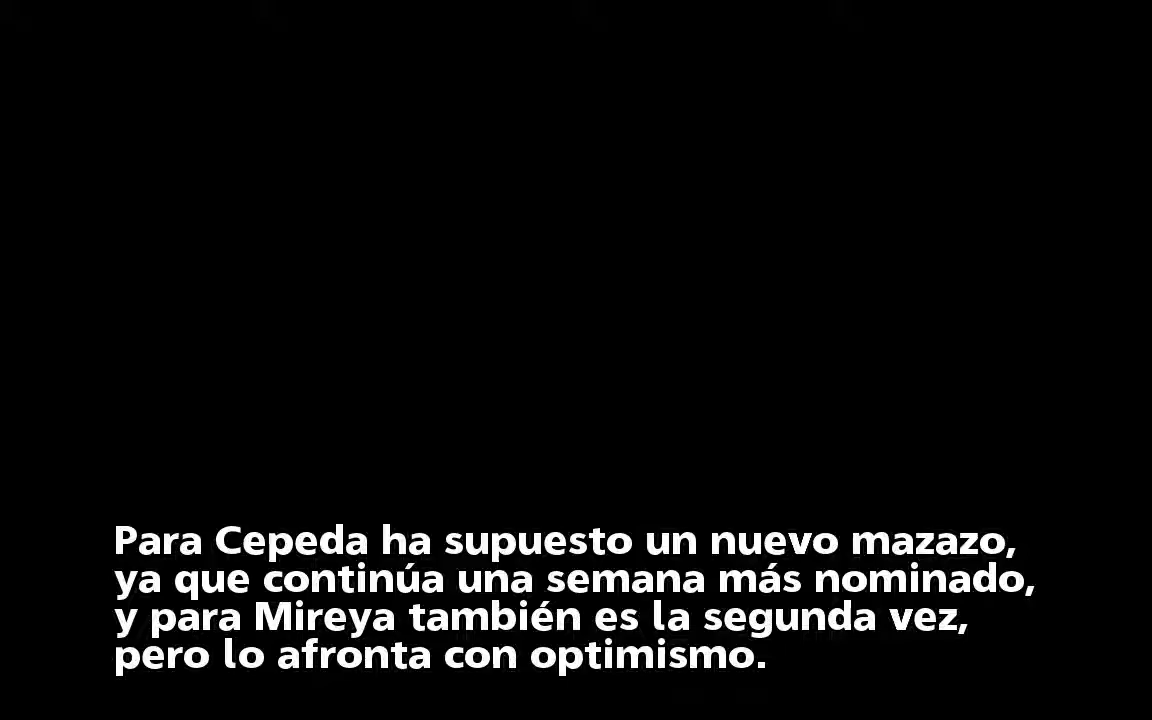 Para Cepeda ha supuesto un nuevo mazazo,
ya que continúa una semana más nominado,
y para Mireya también es la segunda vez,
pero lo afronta con optimismo.